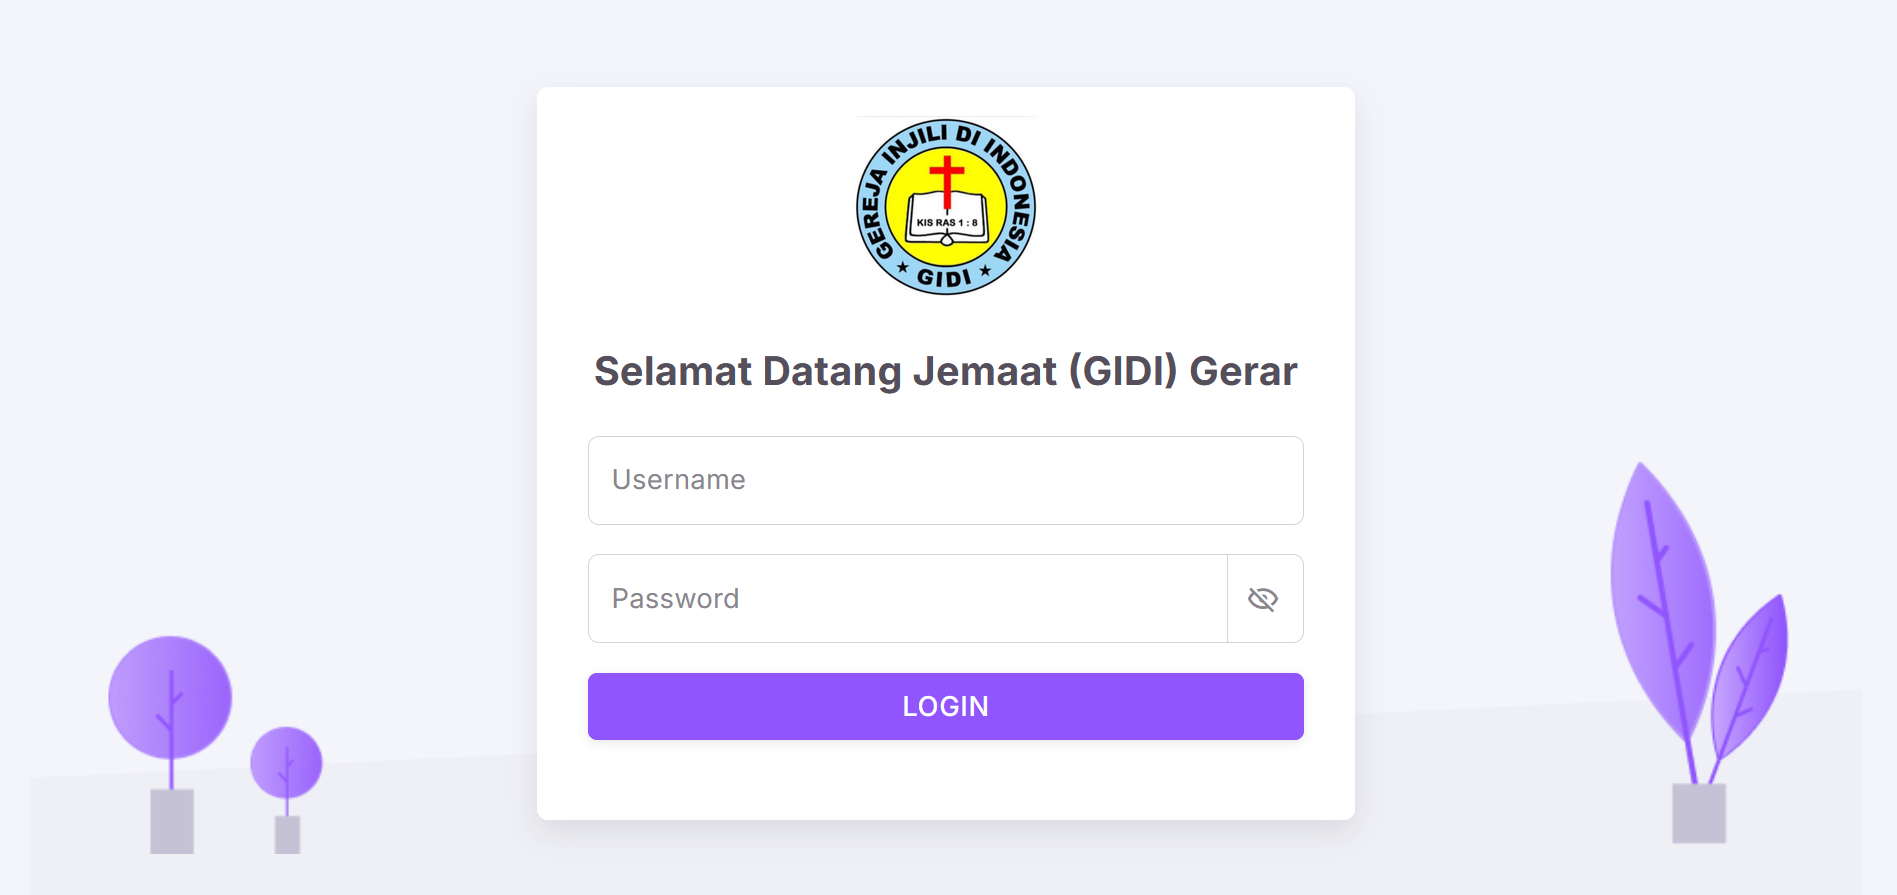 GEREJA INJILI DI INDONESIA
KIS RAS 1 : 8
★ GIDI ★
Selamat Datang Jemaat (GIDI) Gerar
Username
Password
LOGIN